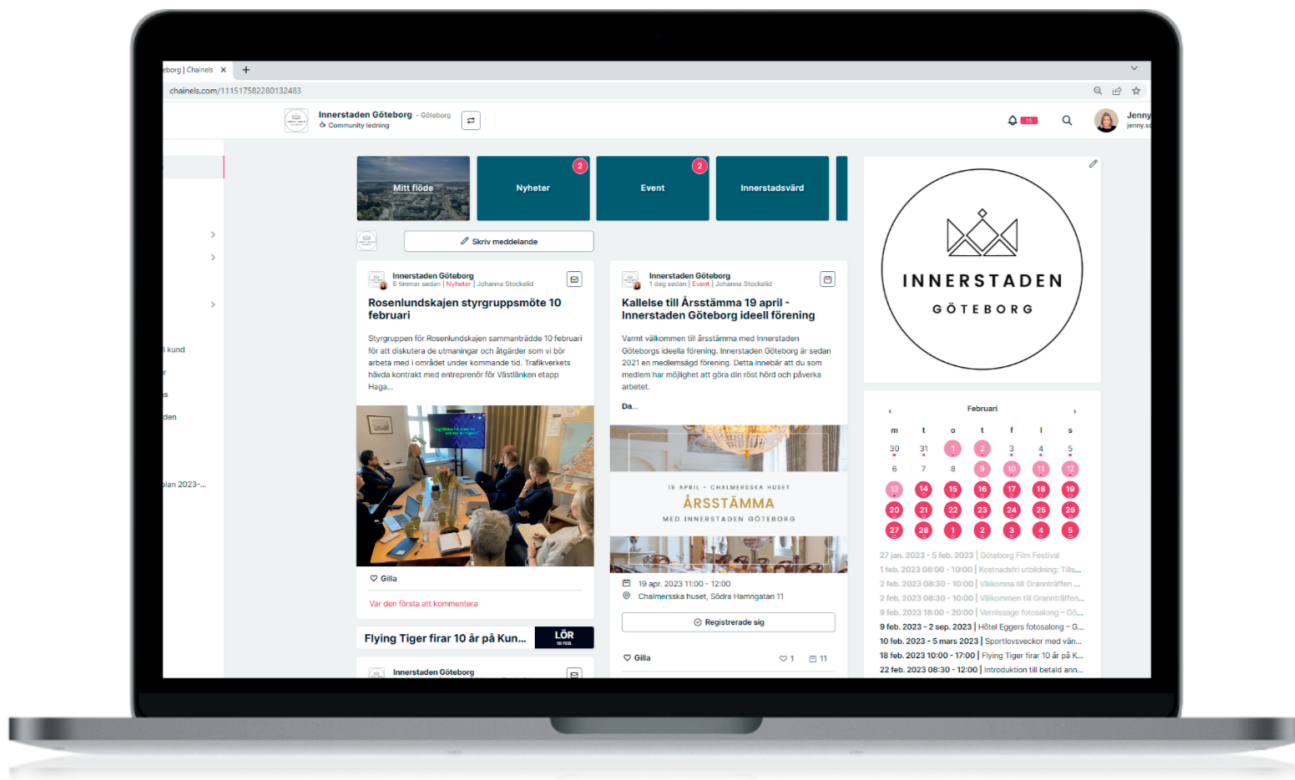 eborg | Chainels
chainels.com/111517582280132483
Innerstaden Göteborg - Göteborg
Community ledning
15
Jenny
Mitt flöde
Nyheter
2
Event
2
Innerstadsvärd
Skriv meddelande
l kund
den
plan 2023-...
Innerstaden Göteborg
6 timmar sedan | Nyheter | Johanna Stockelid
Rosenlundskajen styrgruppsmöte 10
februari
Styrgruppen för Rosenlundskajen sammanträdde 10 februari
för att diskutera de utmaningar och åtgärder som vi bör
arbeta med i området under kommande tid. Trafikverkets
hävda kontrakt med entreprenör för Västlänken etapp
Haga...
Gilla
Var den första att kommentera
Flying Tiger firar 10 år på Kun...
LÖR
18 FEB.
Innerstaden Göteborg
Innerstaden Göteborg
1 dag sedan | Event | Johanna Stockelid
Kallelse till Årsstämma 19 april -
Innerstaden Göteborg ideell förening
Varmt välkommen till årsstämma med Innerstaden
Göteborgs ideella förening. Innerstaden Göteborg är sedan
2021 en medlemsägd förening. Detta innebär att du som
medlem har möjlighet att göra din röst hörd och påverka
arbetet.
Da...
19 APRIL - CHALMERSSKA HUSET
ÅRSSTÄMMA
MED INNERSTADEN GÖTEBORG
19 apr. 2023 11:00 - 12:00
Chalmersska huset, Södra Hamngatan 11
Registrerade sig
Gilla
1
11
INNERSTADEN
GÖTEBORG
Februari
m t o t f l s
30 31 1 2 3 4 5
6 7 8 9 10 11 12
13 14 15 16 17 18 19
20 21 22 23 24 25 26
27 28 1 2 3 4 5
27 jan. 2023 - 5 feb. 2023 | Göteborg Film Festival
1 feb. 2023 08:00 - 10:00 | Kostnadsfri utbildning: Tills...
2 feb. 2023 08:30 - 10:00 | Välkomna till Grannträffen ...
2 feb. 2023 08:30 - 10:00 | Välkommen till Grannträffen...
9 feb. 2023 18:00 - 20:00 | Vernissage fotosalong – Gö...
9 feb. 2023 - 2 sep. 2023 | Hôtel Eggers fotosalong – G...
10 feb. 2023 - 5 mars 2023 | Sportlovsveckor med vän...
18 feb. 2023 10:00 - 17:00 | Flying Tiger firar 10 år på K...
22 feb. 2023 08:30 - 12:00 | Introduktion till betald ann...